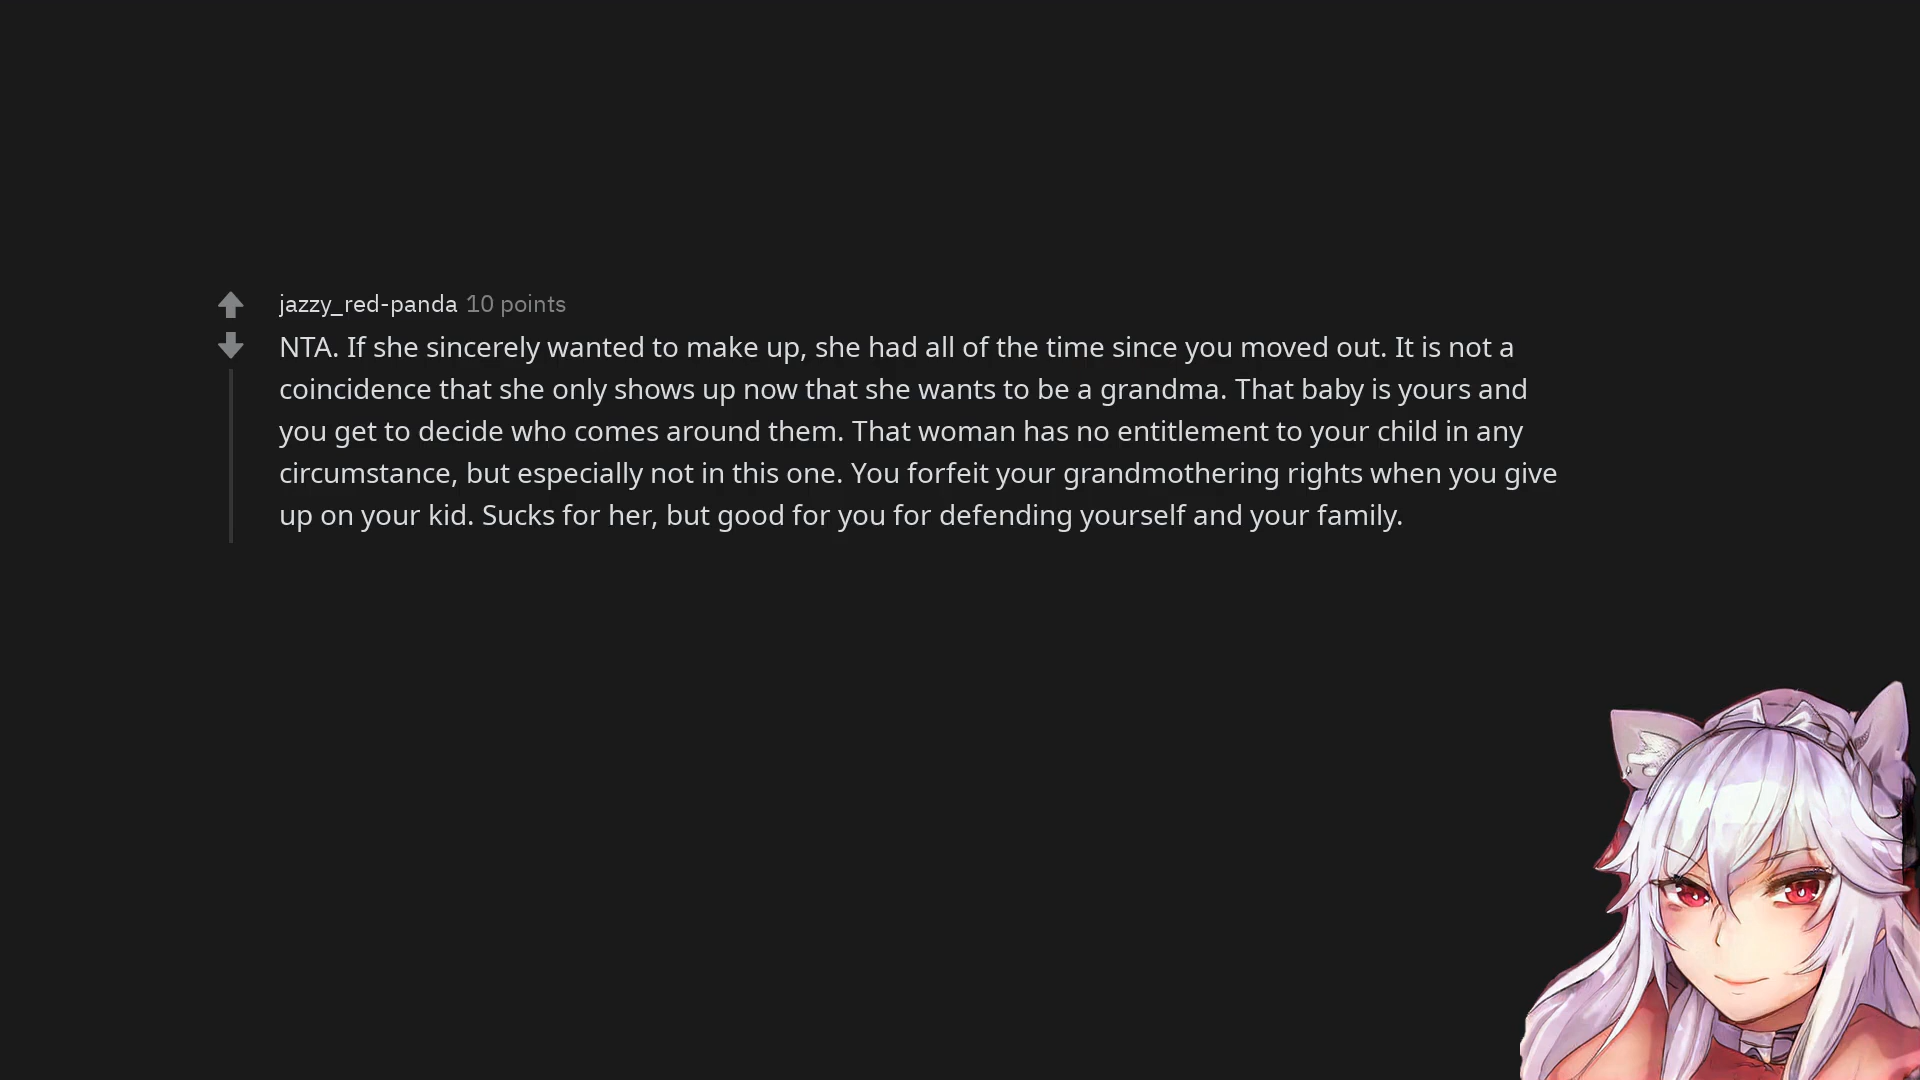 jazzy_red-panda 10 points
NTA. If she sincerely wanted to make up, she had all of the time since you moved out. It is not a
coincidence that she only shows up now that she wants to be a grandma. That baby is yours and
you get to decide who comes around them. That woman has no entitlement to your child in any
circumstance, but especially not in this one. You forfeit your grandmothering rights when you give
up on your kid. Sucks for her, but good for you for defending yourself and your family.